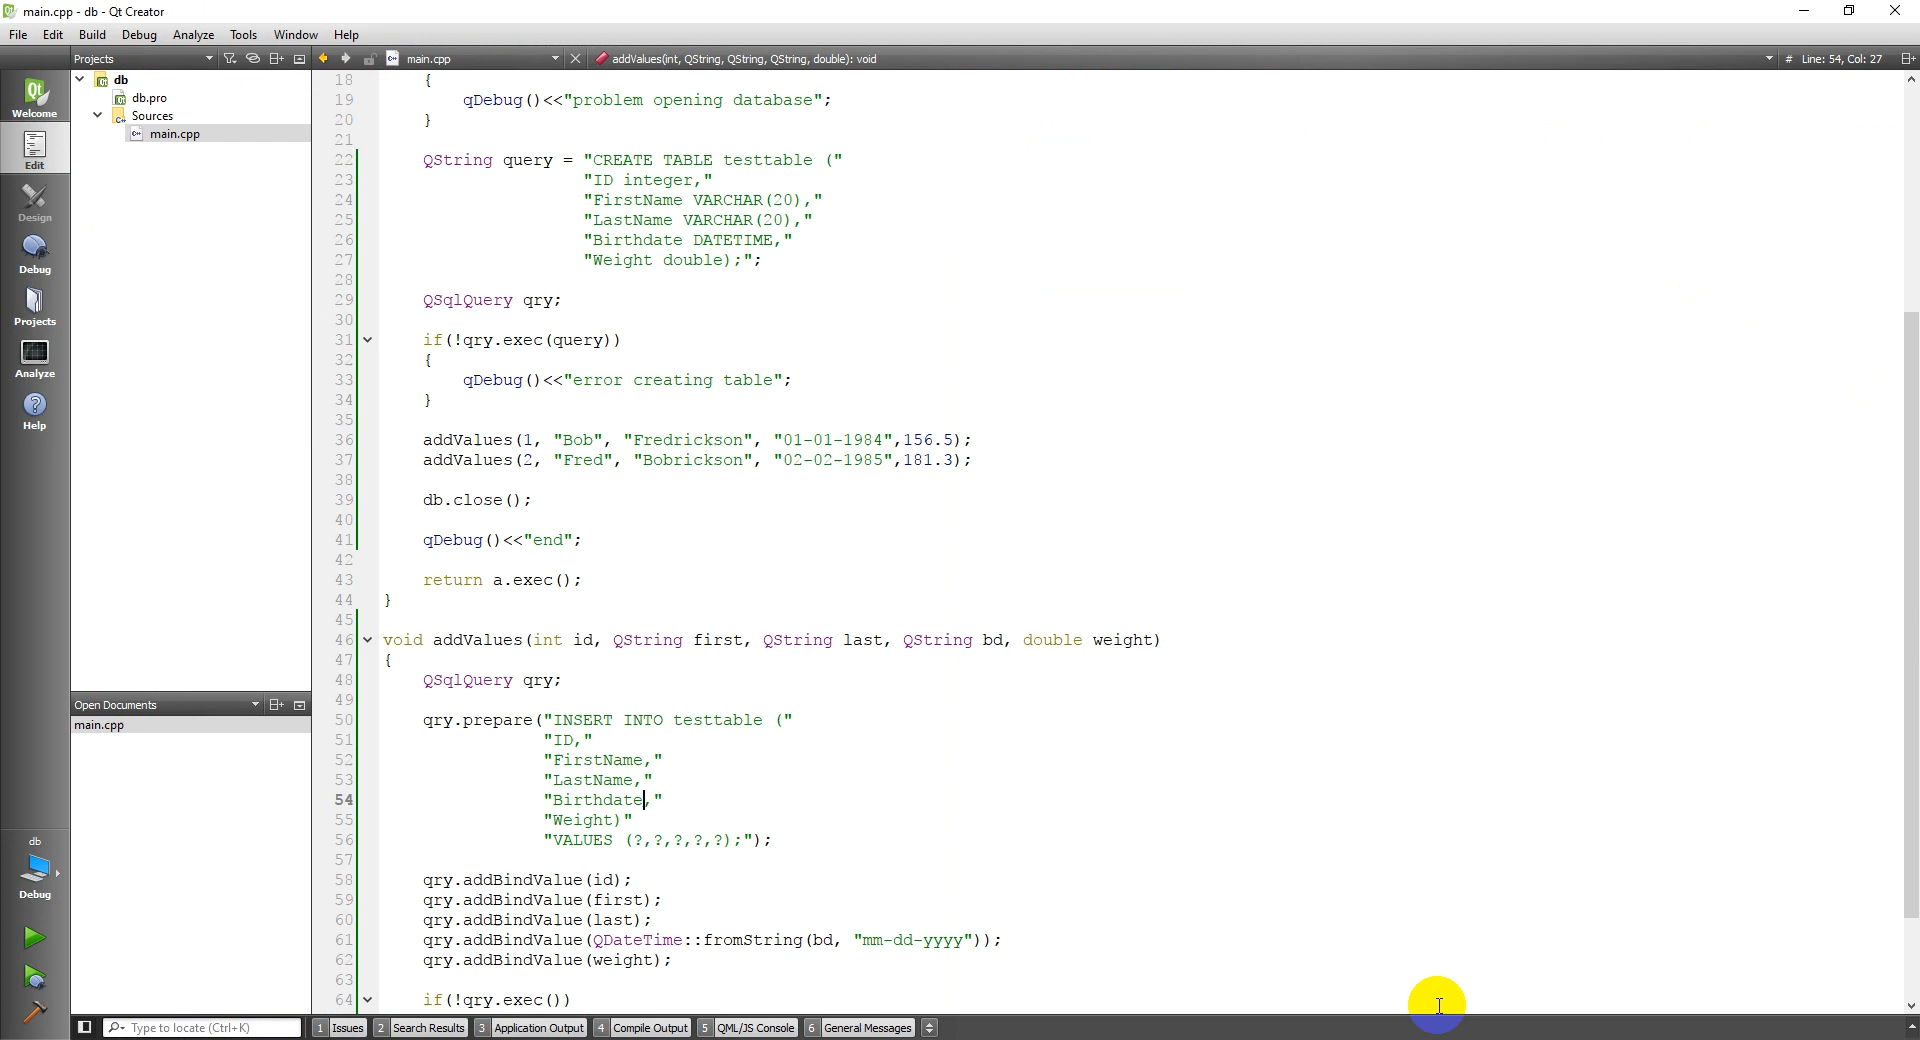 main.cpp - db - Qt Creator
File Edit Build Debug Analyze Tools Window Help
Projects main.cpp addValues(int, QString, QString, QString, double): void # Line: 54, Col: 27
Welcome
Edit
Design
Debug
Projects
Analyze
Help
db
Debug
db
db.pro
Sources
main.cpp
Open Documents
main.cpp
18 {
19 qDebug()<<"problem opening database";
20 }
21
22 QString query = "CREATE TABLE testtable ("
23 "ID integer,"
24 "FirstName VARCHAR(20),"
25 "LastName VARCHAR(20),"
26 "Birthdate DATETIME,"
27 "Weight double);";
28
29 QSqlQuery qry;
30
31 if(!qry.exec(query))
32 {
33 qDebug()<<"error creating table";
34 }
35
36 addValues(1, "Bob", "Fredrickson", "01-01-1984",156.5);
37 addValues(2, "Fred", "Bobrickson", "02-02-1985",181.3);
38
39 db.close();
40
41 qDebug()<<"end";
42
43 return a.exec();
44 }
45
46 void addValues(int id, QString first, QString last, QString bd, double weight)
47 {
48 QSqlQuery qry;
49
50 qry.prepare("INSERT INTO testtable ("
51 "ID,"
52 "FirstName,"
53 "LastName,"
54 "Birthdate,"
55 "Weight)"
56 "VALUES (?,?,?,?,?);");
57
58 qry.addBindValue(id);
59 qry.addBindValue(first);
60 qry.addBindValue(last);
61 qry.addBindValue(QDateTime::fromString(bd, "mm-dd-yyyy"));
62 qry.addBindValue(weight);
63
64 if(!qry.exec())
Type to locate (Ctrl+K) 1 Issues 2 Search Results 3 Application Output 4 Compile Output 5 QML/JS Console 6 General Messages